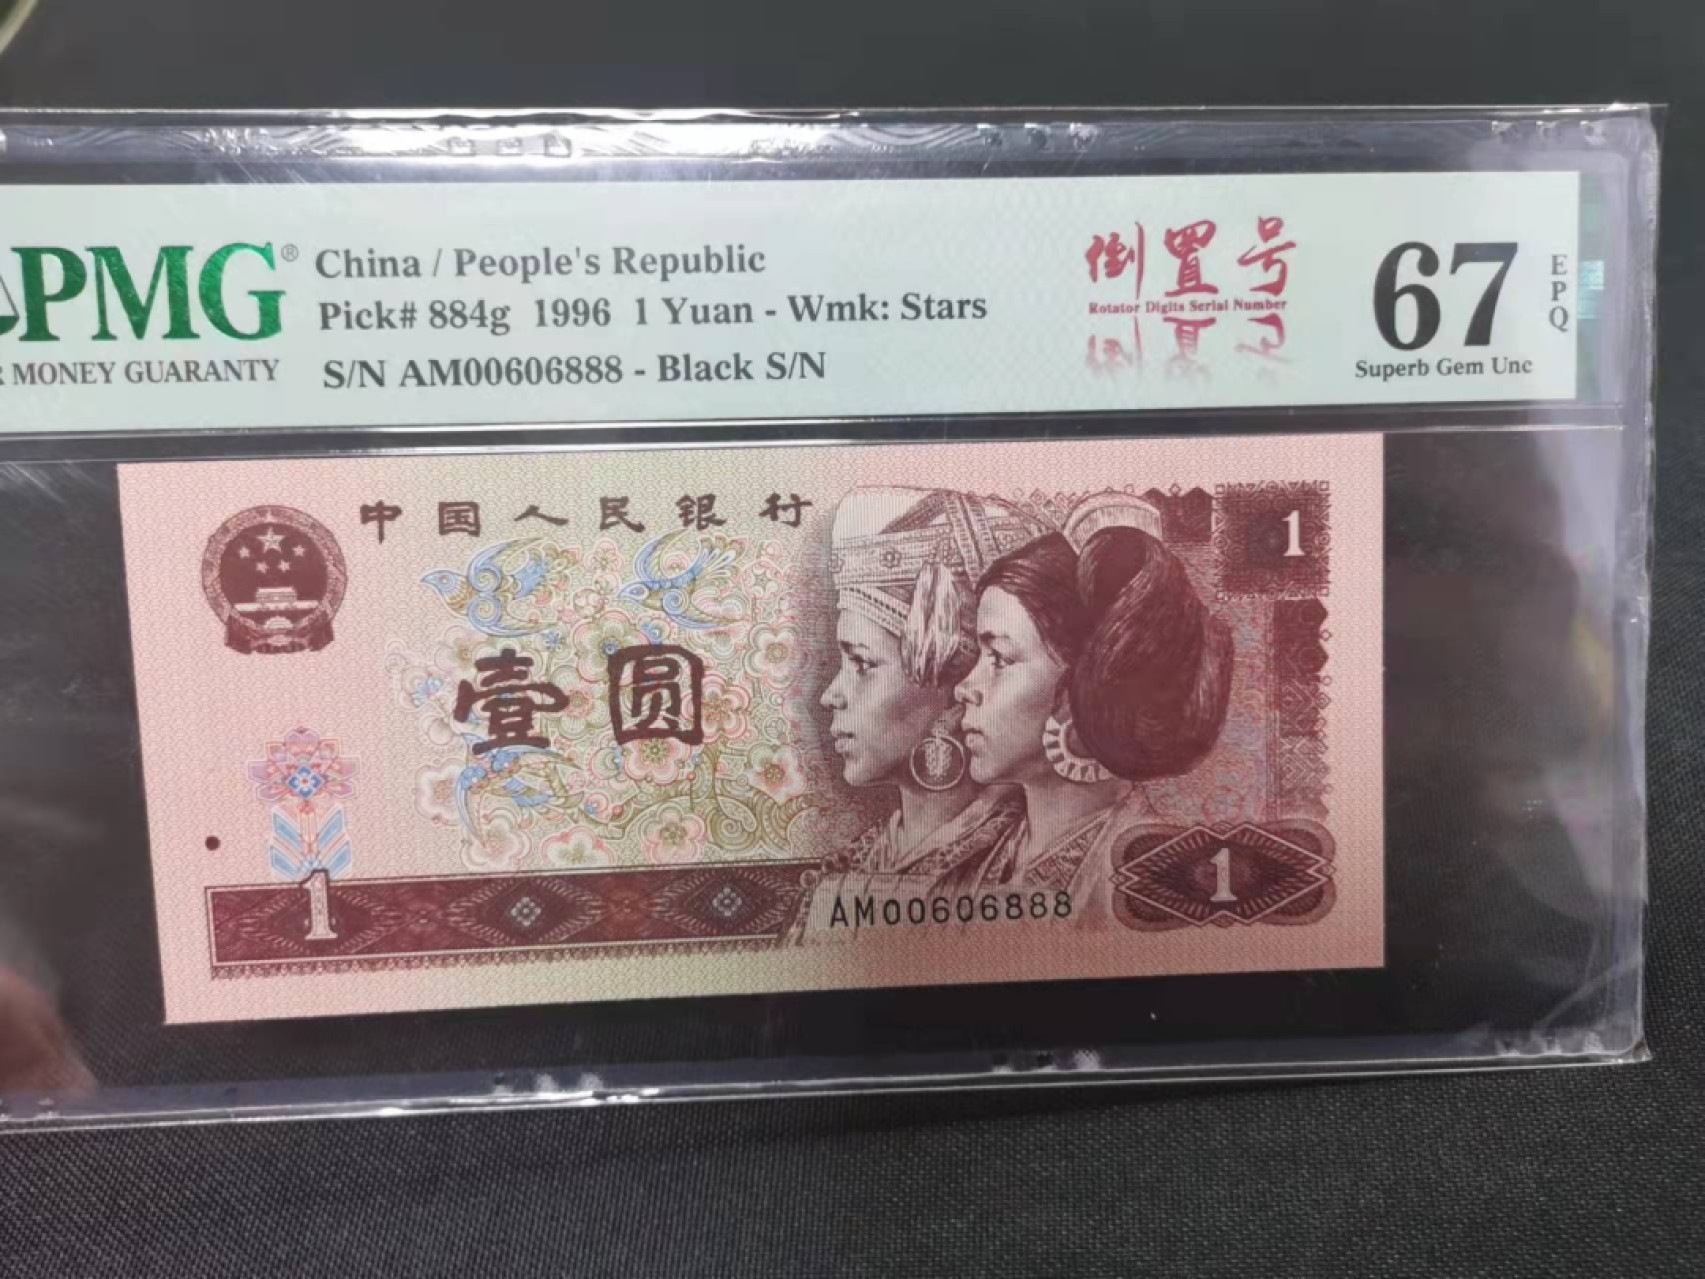 PMG®
MONEY GUARANTY
China / People's Republic
Pick# 884g 1996 1 Yuan - Wmk: Stars
S/N AM00606888 - Black S/N
倒置号
Rotator Digits Serial Number
67
EPQ
Superb Gem Unc
中国人民银行
1
壹圆
1
AM00606888
1